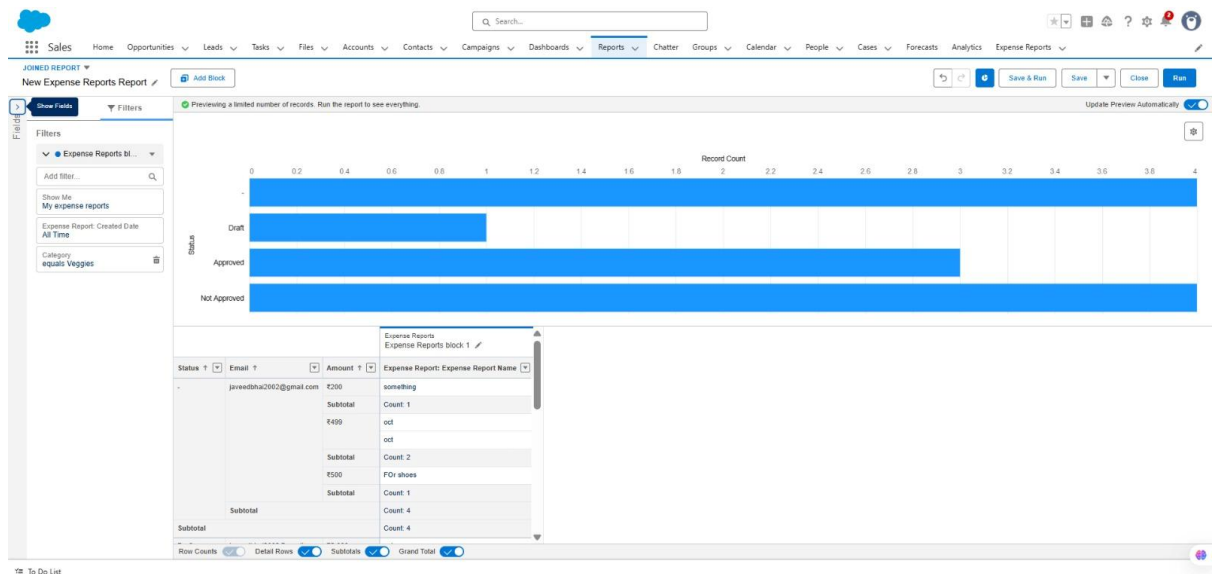 Search...
2
Sales Home Opportunities Leads Tasks Files Accounts Contacts Campaigns Dashboards Reports Chatter Groups Calendar People Cases Forecasts Analytics Expense Reports
JOINED REPORT
New Expense Reports Report
Add Block
Save & Run Save Close Run
Show Fields
Fields
Filters
Previewing a limited number of records. Run the report to see everything.
Update Preview Automatically
Filters
Expense Reports bl...
Add filter...
Show Me
My expense reports
Expense Report: Created Date
All Time
Category
equals Veggies
Record Count
0 0.2 0.4 0.6 0.8 1 1.2 1.4 1.6 1.8 2 2.2 2.4 2.6 2.8 3 3.2 3.4 3.6 3.8 4
Status
-
Draft
Approved
Not Approved
Expense Reports
Expense Reports block 1
Status ↑ Email ↑ Amount ↑ Expense Report: Expense Report Name
- javeedbhai2002@gmail.com ₹200 something
Subtotal Count: 1
₹499 oct
oct
Subtotal Count: 2
₹500 FOr shoes
Subtotal Count: 1
Subtotal Count: 4
Subtotal Count: 4
Row Counts Detail Rows Subtotals Grand Total
To Do List